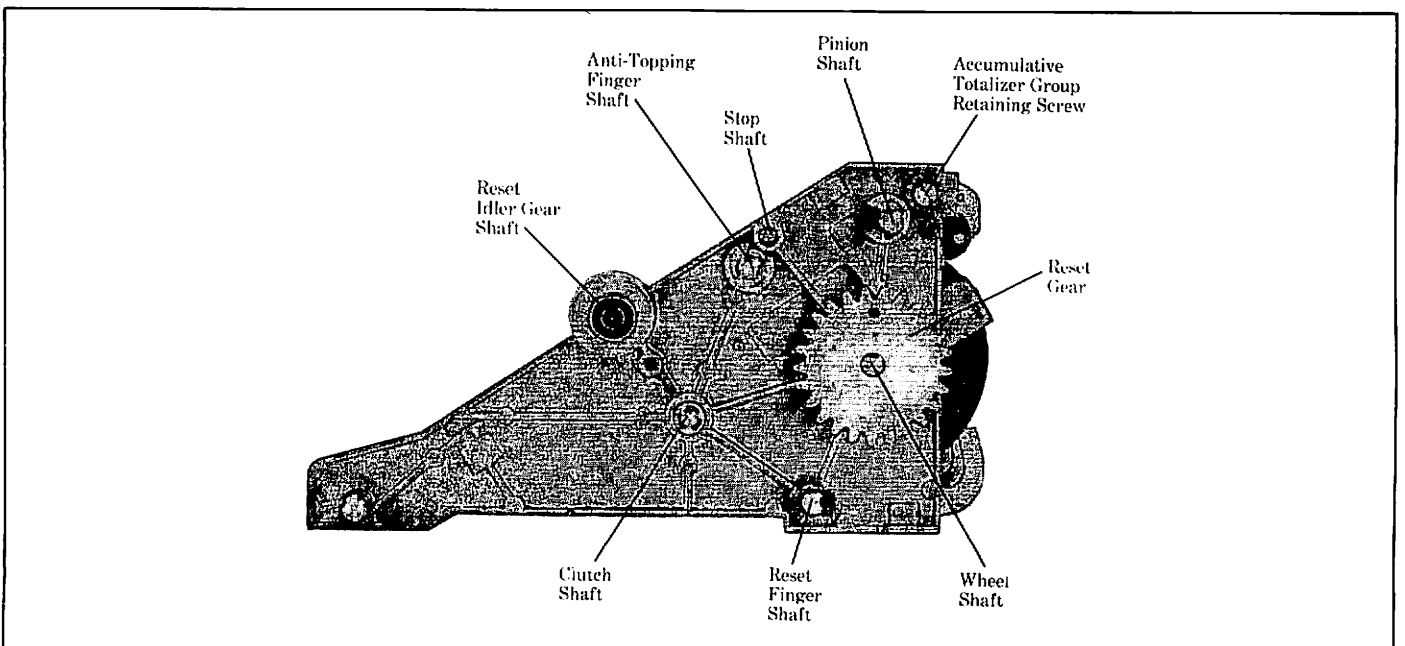 Pinion
Shaft
Anti-Topping
Finger
Shaft
Accumulative
Totalizer Group
Retaining Screw
Stop
Shaft
Reset
Idler Gear
Shaft
Reset
Gear
Clutch
Shaft
Reset
Finger
Shaft
Wheel
Shaft